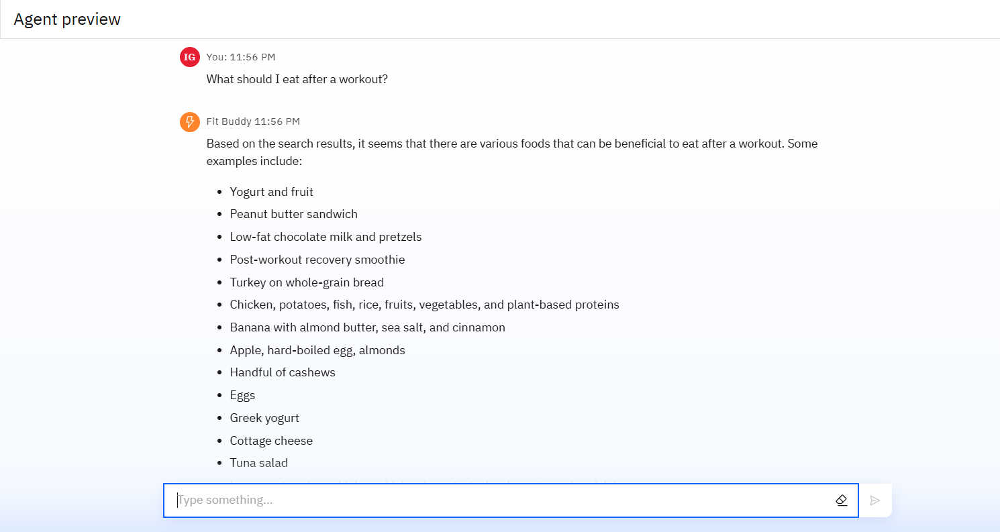 Agent preview
IG You: 11:56 PM
What should I eat after a workout?
Fit Buddy 11:56 PM
Based on the search results, it seems that there are various foods that can be beneficial to eat after a workout. Some
examples include:
• Yogurt and fruit
• Peanut butter sandwich
• Low-fat chocolate milk and pretzels
• Post-workout recovery smoothie
• Turkey on whole-grain bread
• Chicken, potatoes, fish, rice, fruits, vegetables, and plant-based proteins
• Banana with almond butter, sea salt, and cinnamon
• Apple, hard-boiled egg, almonds
• Handful of cashews
• Eggs
• Greek yogurt
• Cottage cheese
• Tuna salad
Type something...